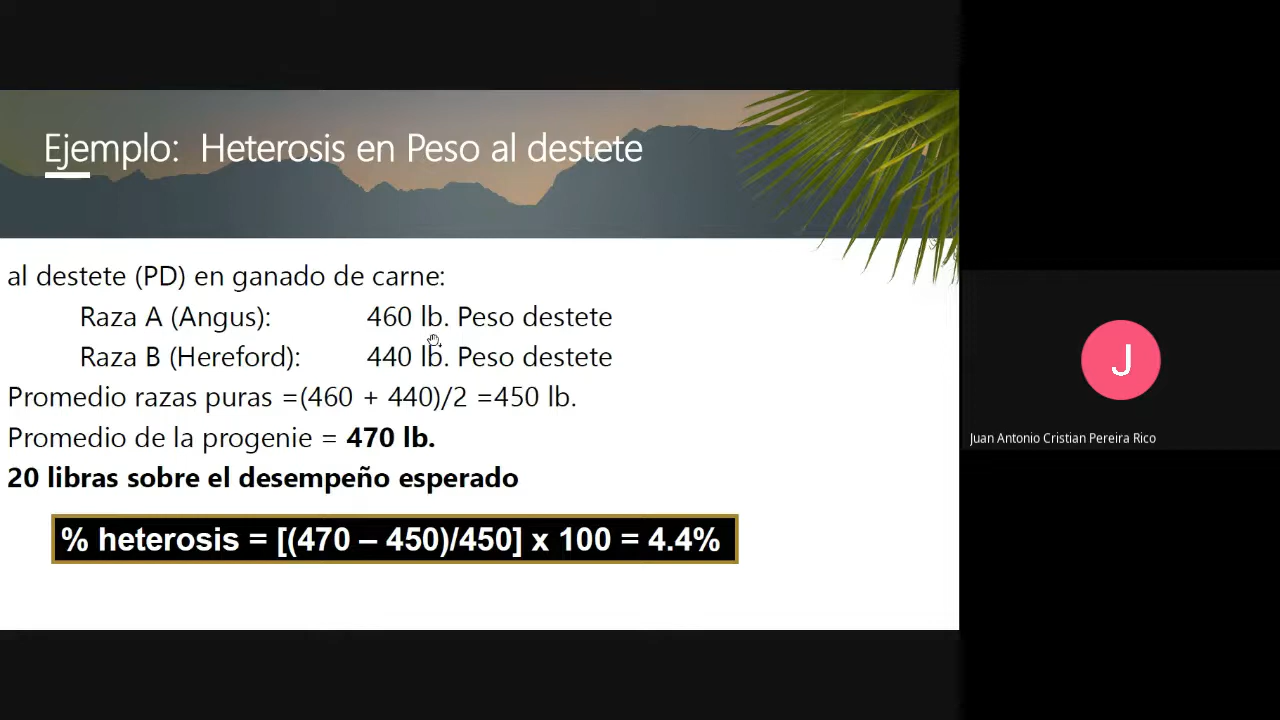 Ejemplo: Heterosis en Peso al destete
al destete (PD) en ganado de carne:
Raza A (Angus): 460 lb. Peso destete
Raza B (Hereford): 440 lb. Peso destete
Promedio razas puras =(460 + 440)/2 =450 lb.
Promedio de la progenie = 470 lb.
20 libras sobre el desempeño esperado
% heterosis = [(470 – 450)/450] x 100 = 4.4%
J
Juan Antonio Cristian Pereira Rico